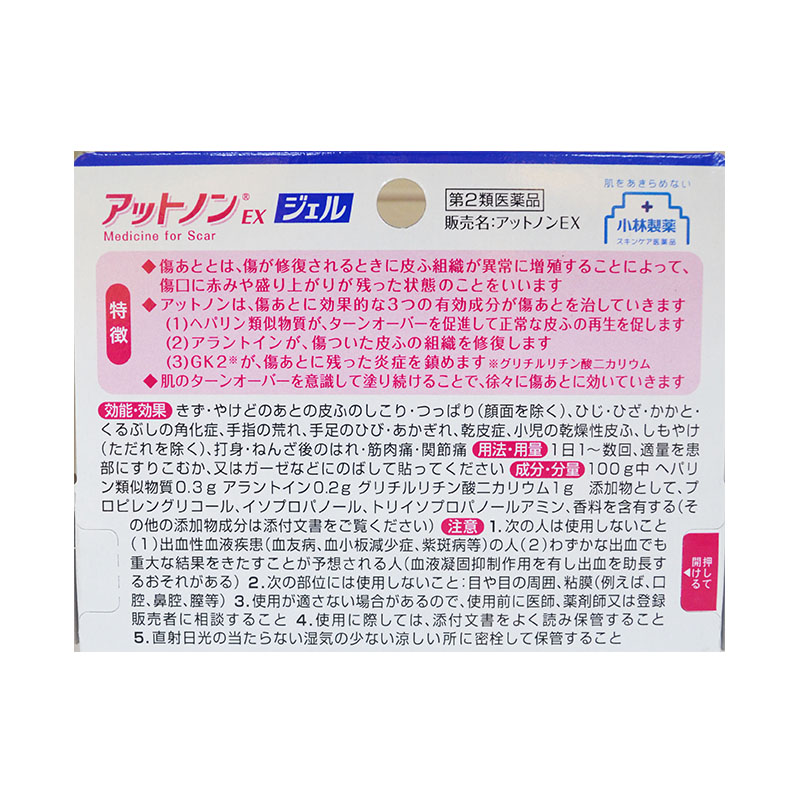 アットノン® EX ジェル
Medicine for Scar
第2類医薬品
販売名:アットノンEX
肌をあきらめない
小林製薬
スキンケア医薬品
特徴
◆傷あととは、傷が修復されるときに皮ふ組織が異常に増殖することによって、
傷口に赤みや盛り上がりが残った状態のことをいいます
◆アットノンは、傷あとに効果的な3つの有効成分が傷あとを治していきます
(1)ヘパリン類似物質が、ターンオーバーを促進して正常な皮ふの再生を促します
(2)アラントインが、傷ついた皮ふの組織を修復します
(3)GK2※が、傷あとに残った炎症を鎮めます ※グリチルリチン酸二カリウム
◆肌のターンオーバーを意識して塗り続けることで、徐々に傷あとに効いていきます
効能・効果 きず・やけどのあとの皮ふのしこり・つっぱり(顔面を除く)、ひじ・ひざ・かかと・
くるぶしの角化症、手指の荒れ、手足のひび・あかぎれ、乾皮症、小児の乾燥性皮ふ、しもやけ
(ただれを除く)、打身・ねんざ後のはれ・筋肉痛・関節痛 用法・用量 1日1〜数回、適量を患
部にすりこむか、又はガーゼなどにのばして貼ってください 成分・分量 100g中 ヘパリ
ン類似物質0.3g アラントイン0.2g グリチルリチン酸二カリウム1g 添加物として、プ
ロピレングリコール、イソプロパノール、トリイソプロパノールアミン、香料を含有する(そ
の他の添加物成分は添付文書をご覧ください) 注意 1.次の人は使用しないこと
(1)出血性血液疾患(血友病、血小板減少症、紫斑病等)の人(2)わずかな出血でも
重大な結果をきたすことが予想される人(血液凝固抑制作用を有し出血を助長す
るおそれがある) 2.次の部位には使用しないこと:目や目の周囲、粘膜(例えば、口
腔、鼻腔、膣等) 3.使用が適さない場合があるので、使用前に医師、薬剤師又は登録
販売者に相談すること 4.使用に際しては、添付文書をよく読み保管すること
5.直射日光の当たらない湿気の少ない涼しい所に密栓して保管すること
押して
開ける